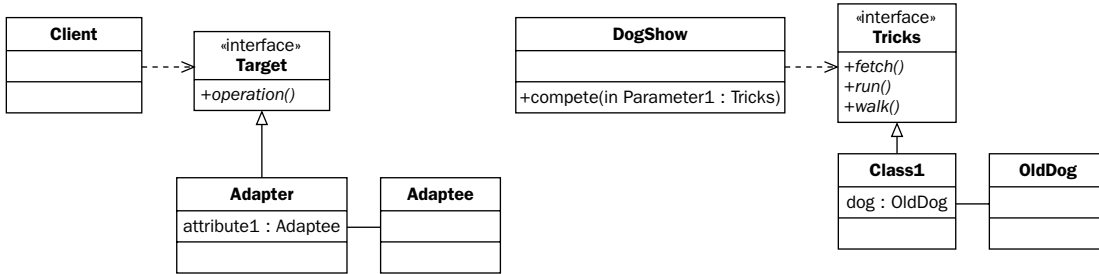 Client
«interface»
Target
+operation()
Adapter
attribute1 : Adaptee
Adaptee
DogShow
+compete(in Parameter1 : Tricks)
«interface»
Tricks
+fetch()
+run()
+walk()
Class1
dog : OldDog
OldDog